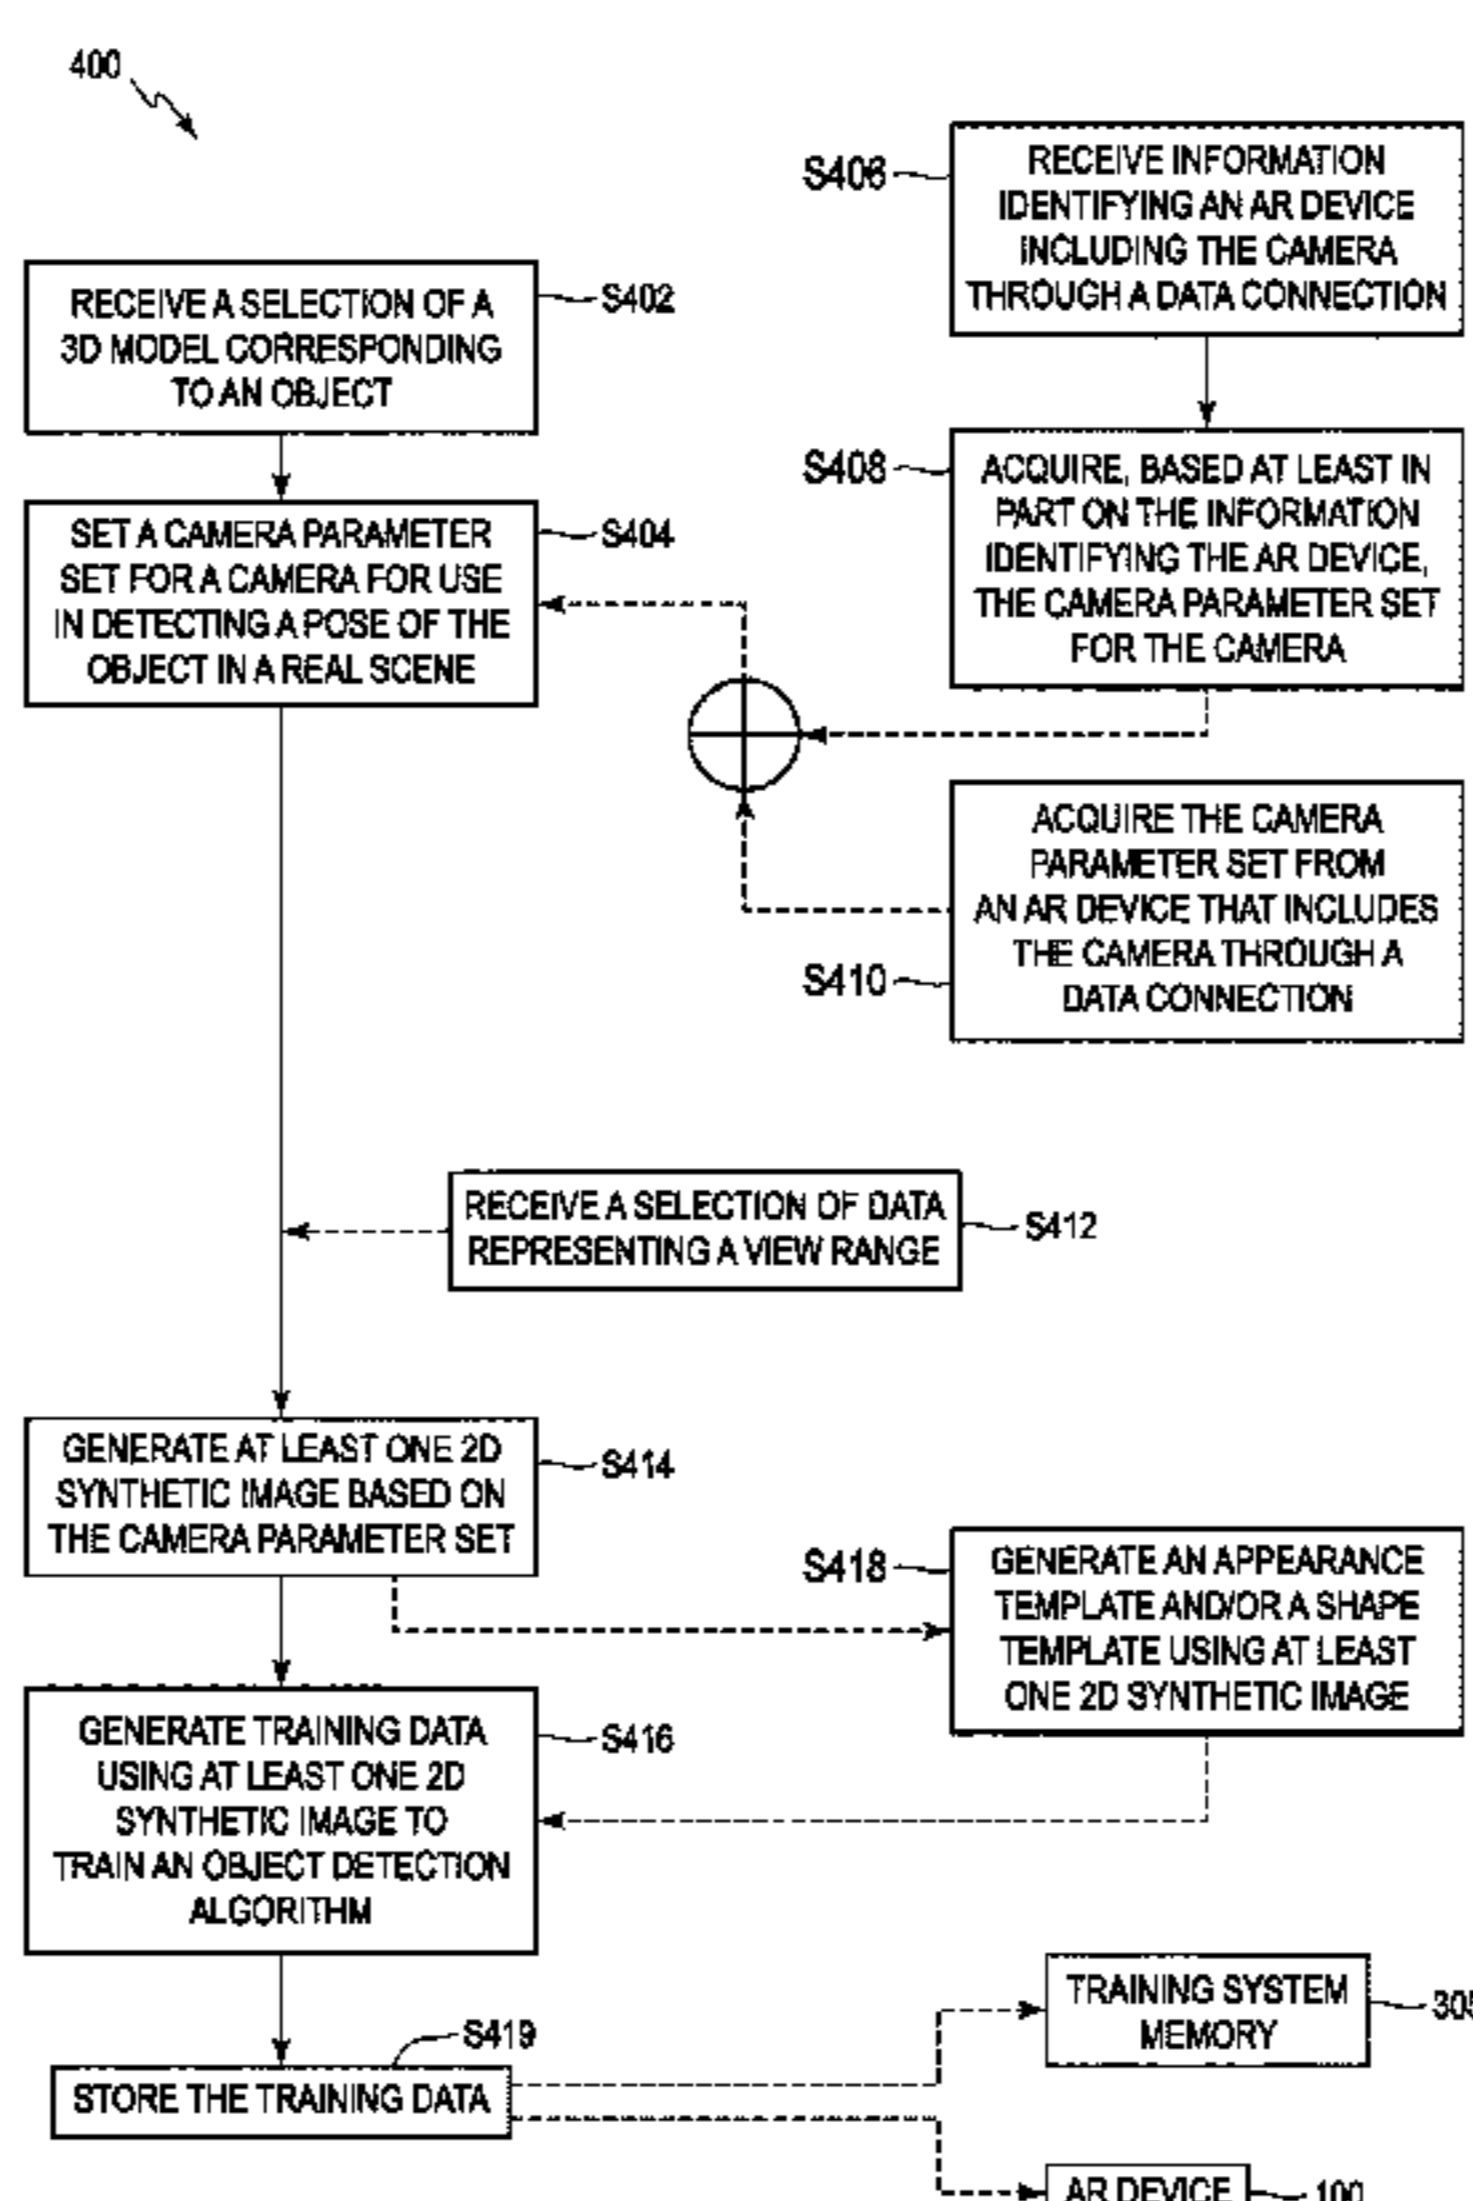 400
S406
RECEIVE INFORMATION
IDENTIFYING AN AR DEVICE
INCLUDING THE CAMERA
THROUGH A DATA CONNECTION
RECEIVE A SELECTION OF A
3D MODEL CORRESPONDING
TO AN OBJECT
S402
S408
ACQUIRE, BASED AT LEAST IN
PART ON THE INFORMATION
IDENTIFYING THE AR DEVICE,
THE CAMERA PARAMETER SET
FOR THE CAMERA
SET A CAMERA PARAMETER
SET FOR A CAMERA FOR USE
IN DETECTING A POSE OF THE
OBJECT IN A REAL SCENE
S404
ACQUIRE THE CAMERA
PARAMETER SET FROM
AN AR DEVICE THAT INCLUDES
THE CAMERA THROUGH A
DATA CONNECTION
S410
RECEIVE A SELECTION OF DATA
REPRESENTING A VIEW RANGE
S412
GENERATE AT LEAST ONE 2D
SYNTHETIC IMAGE BASED ON
THE CAMERA PARAMETER SET
S414
S418
GENERATE AN APPEARANCE
TEMPLATE AND/OR A SHAPE
TEMPLATE USING AT LEAST
ONE 2D SYNTHETIC IMAGE
GENERATE TRAINING DATA
USING AT LEAST ONE 2D
SYNTHETIC IMAGE TO
TRAIN AN OBJECT DETECTION
ALGORITHM
S416
S419
STORE THE TRAINING DATA
TRAINING SYSTEM
MEMORY
305
AR DEVICE
100